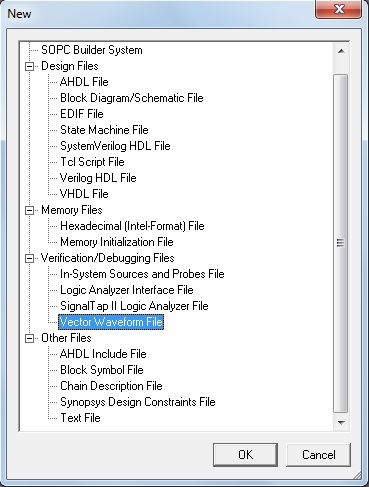 New
SOPC Builder System
Design Files
AHDL File
Block Diagram/Schematic File
EDIF File
State Machine File
SystemVerilog HDL File
Tcl Script File
Verilog HDL File
VHDL File
Memory Files
Hexadecimal (Intel-Format) File
Memory Initialization File
Verification/Debugging Files
In-System Sources and Probes File
Logic Analyzer Interface File
SignalTap II Logic Analyzer File
Vector Waveform File
Other Files
AHDL Include File
Block Symbol File
Chain Description File
Synopsys Design Constraints File
Text File
OK
Cancel